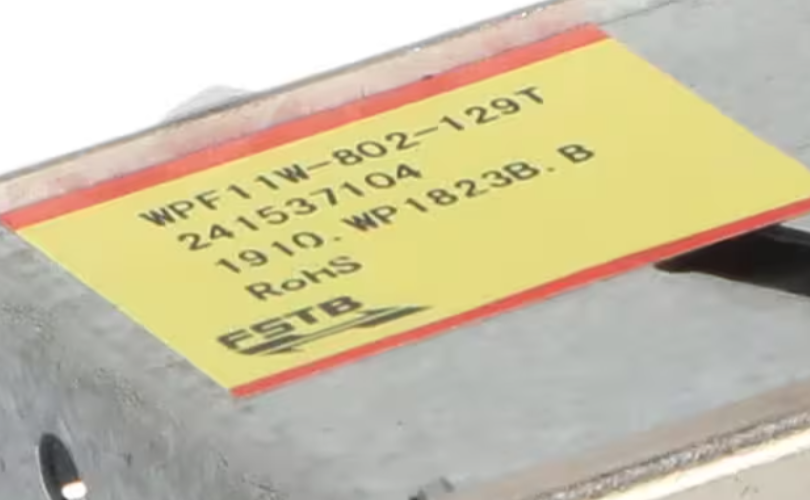 WPF11W-802-129T
241537104
1910.WP1823B.B
RohS
FSTB